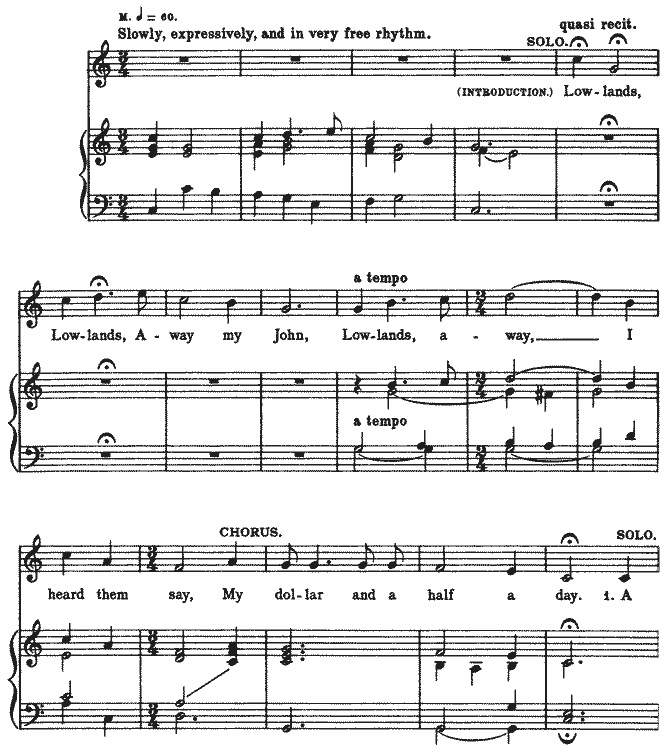 M. ♩ = 60.
Slowly, expressively, and in very free rhythm.
quasi recit.
SOLO.
(INTRODUCTION.) Low-lands,
Low-lands, A - way my John, Low-lands, a - way, I
a tempo
a tempo
CHORUS.
SOLO.
heard them say, My dol-lar and a half a day. 1. A